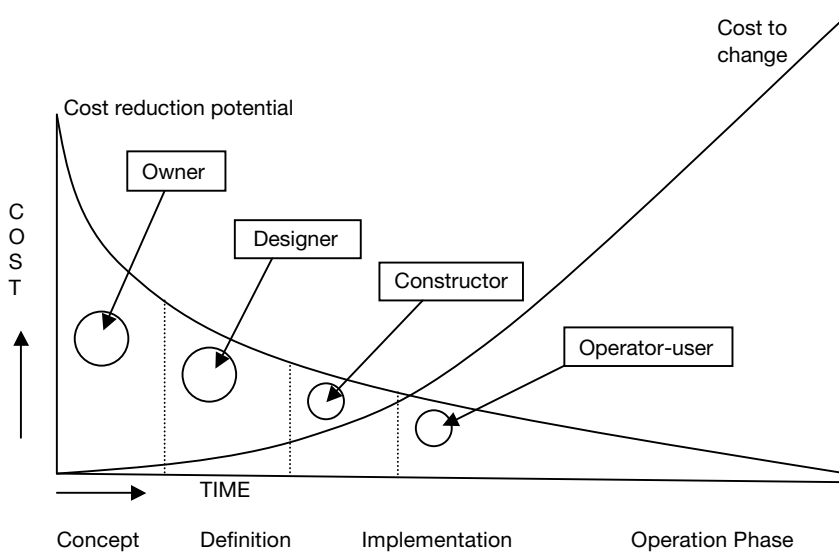 Cost to
change
Cost reduction potential
Owner
Designer
Constructor
Operator-user
C
O
S
T
TIME
Concept
Definition
Implementation
Operation Phase